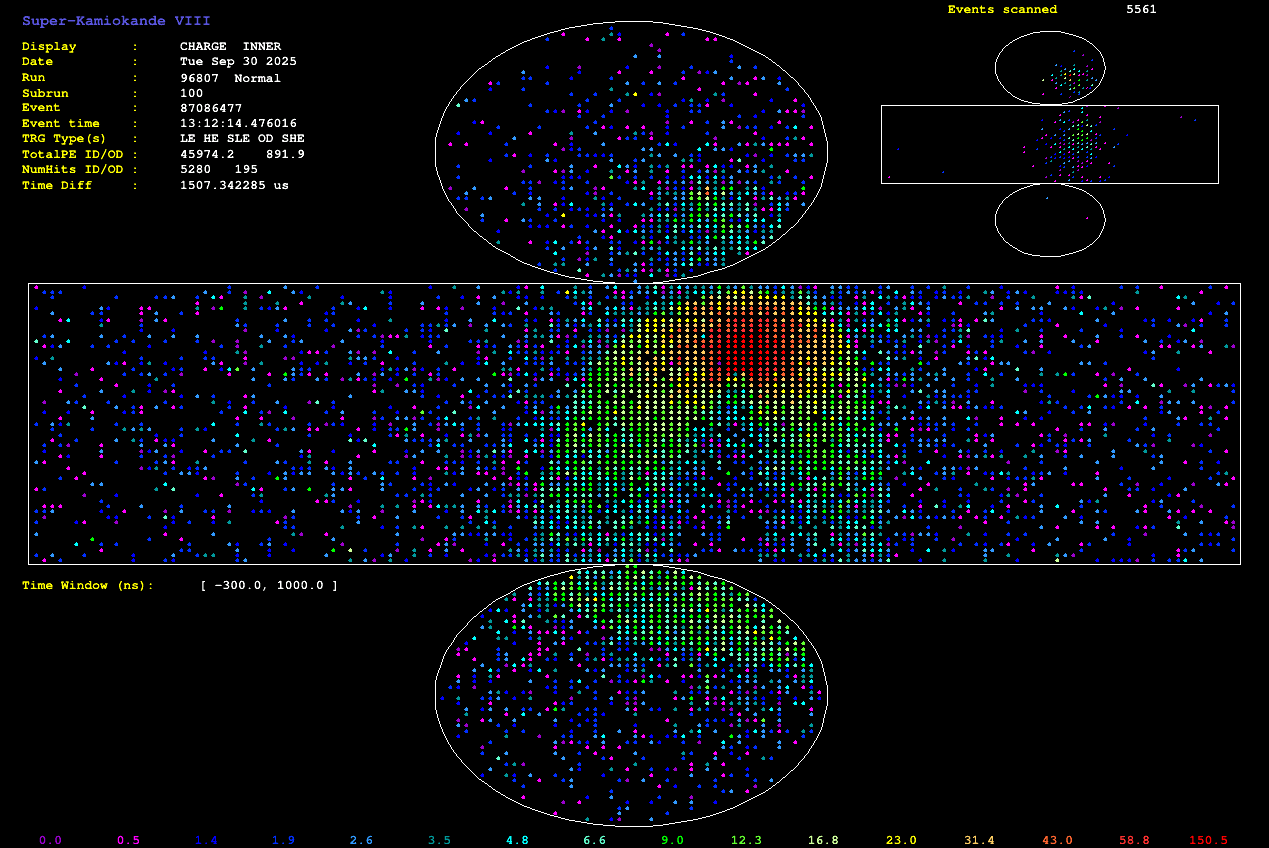 Super-Kamiokande VIII
Events scanned 5561
Display : CHARGE INNER
Date : Tue Sep 30 2025
Run : 96807 Normal
Subrun : 100
Event : 87086477
Event time : 13:12:14.476016
TRG Type(s) : LE HE SLE OD SHE
TotalPE ID/OD : 45974.2 891.9
NumHits ID/OD : 5280 195
Time Diff : 1507.342285 us
Time Window (ns): [ -300.0, 1000.0 ]
0.0 0.5 1.4 1.9 2.6 3.5 4.8 6.6 9.0 12.3 16.8 23.0 31.4 43.0 58.8 150.5